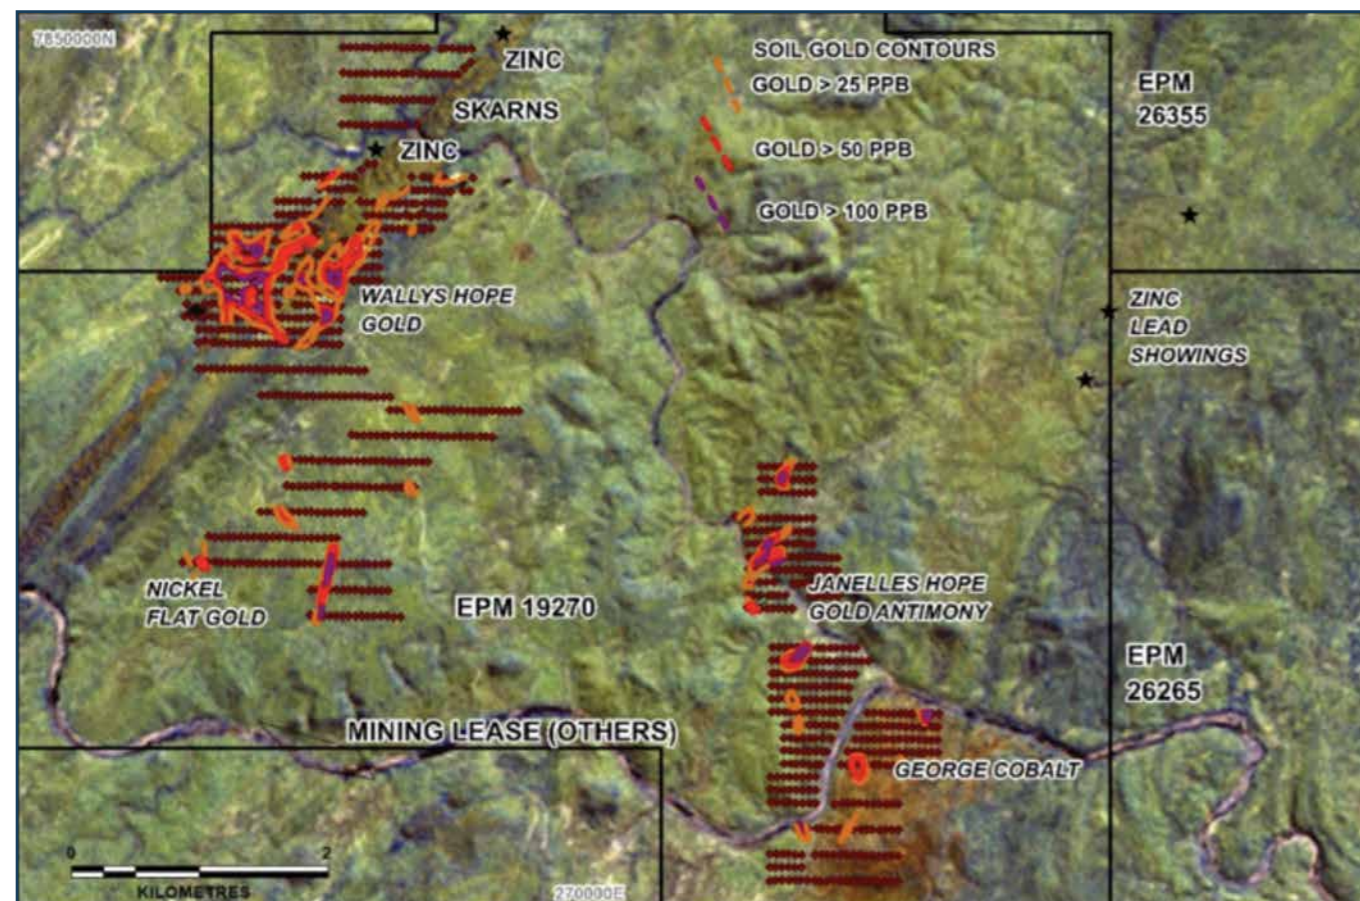 7850000N
ZINC
SKARNS
ZINC
SOIL GOLD CONTOURS
GOLD > 25 PPB
GOLD > 50 PPB
GOLD > 100 PPB
EPM
26355
WALLYS HOPE
GOLD
ZINC
LEAD
SHOWINGS
NICKEL
FLAT GOLD
EPM 19270
JANELLES HOPE
GOLD ANTIMONY
EPM
26265
MINING LEASE (OTHERS)
GEORGE COBALT
0 2
KILOMETRES
270000E